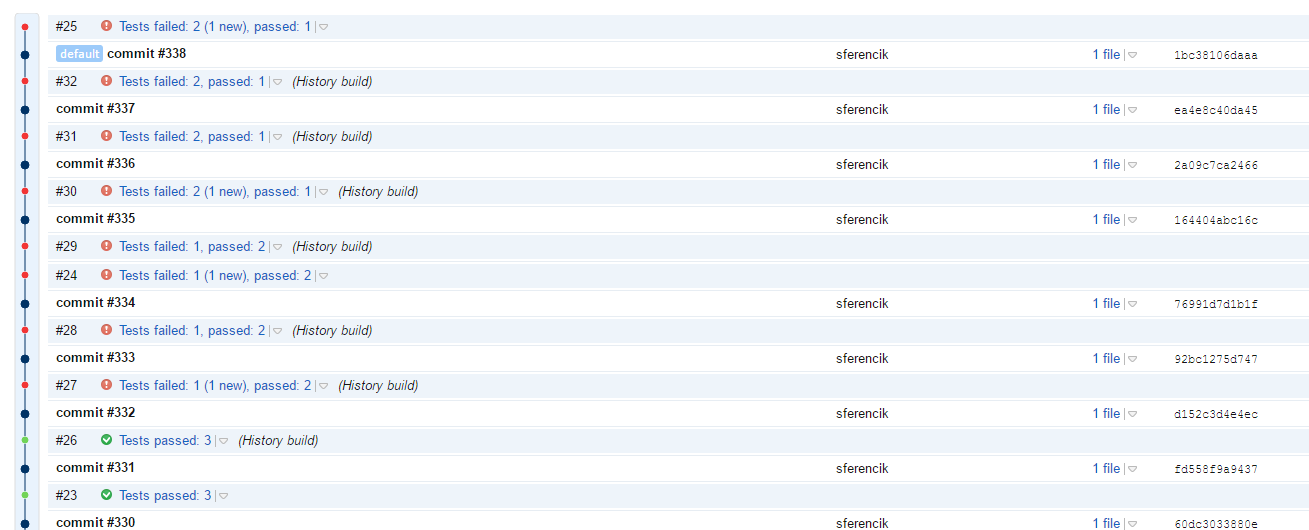 #25 Tests failed: 2 (1 new), passed: 1
default commit #338 sferencik 1 file 1bc38106daaa
#32 Tests failed: 2, passed: 1 (History build)
commit #337 sferencik 1 file ea4e8c40da45
#31 Tests failed: 2, passed: 1 (History build)
commit #336 sferencik 1 file 2a09c7ca2466
#30 Tests failed: 2 (1 new), passed: 1 (History build)
commit #335 sferencik 1 file 164404abc16c
#29 Tests failed: 1, passed: 2 (History build)
#24 Tests failed: 1 (1 new), passed: 2
commit #334 sferencik 1 file 76991d7d1b1f
#28 Tests failed: 1, passed: 2 (History build)
commit #333 sferencik 1 file 92bc1275d747
#27 Tests failed: 1 (1 new), passed: 2 (History build)
commit #332 sferencik 1 file d152c3d4e4ec
#26 Tests passed: 3 (History build)
commit #331 sferencik 1 file fd558f9a9437
#23 Tests passed: 3
commit #330 sferencik 1 file 60dc3033880e